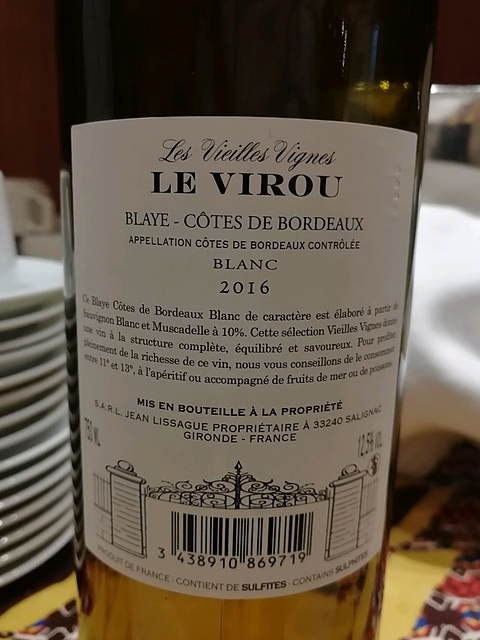 Les Vieilles Vignes
LE VIROU
BLAYE - CÔTES DE BORDEAUX
APPELLATION CÔTES DE BORDEAUX CONTRÔLÉE
BLANC
2016
Ce Blaye Côtes de Bordeaux Blanc de caractère est élaboré à partir de
Sauvignon Blanc et Muscadelle à 10%. Cette sélection Vieilles Vignes donne
une vin à la structure complète, équilibré et savoureux. Pour profiter
pleinement de la richesse de ce vin, nous vous conseillons de le consommer
entre 11° et 13°, à l'apéritif ou accompagné de fruits de mer ou de poissons.
MIS EN BOUTEILLE À LA PROPRIÉTÉ
S.A.R.L. JEAN LISSAGUE PROPRIÉTAIRE À 33240 SALIGNAC
GIRONDE - FRANCE
750 ML
12.5% VOL
3 438910 869719
PRODUIT DE FRANCE - CONTIENT DE SULFITES - CONTAINS SULPHITES